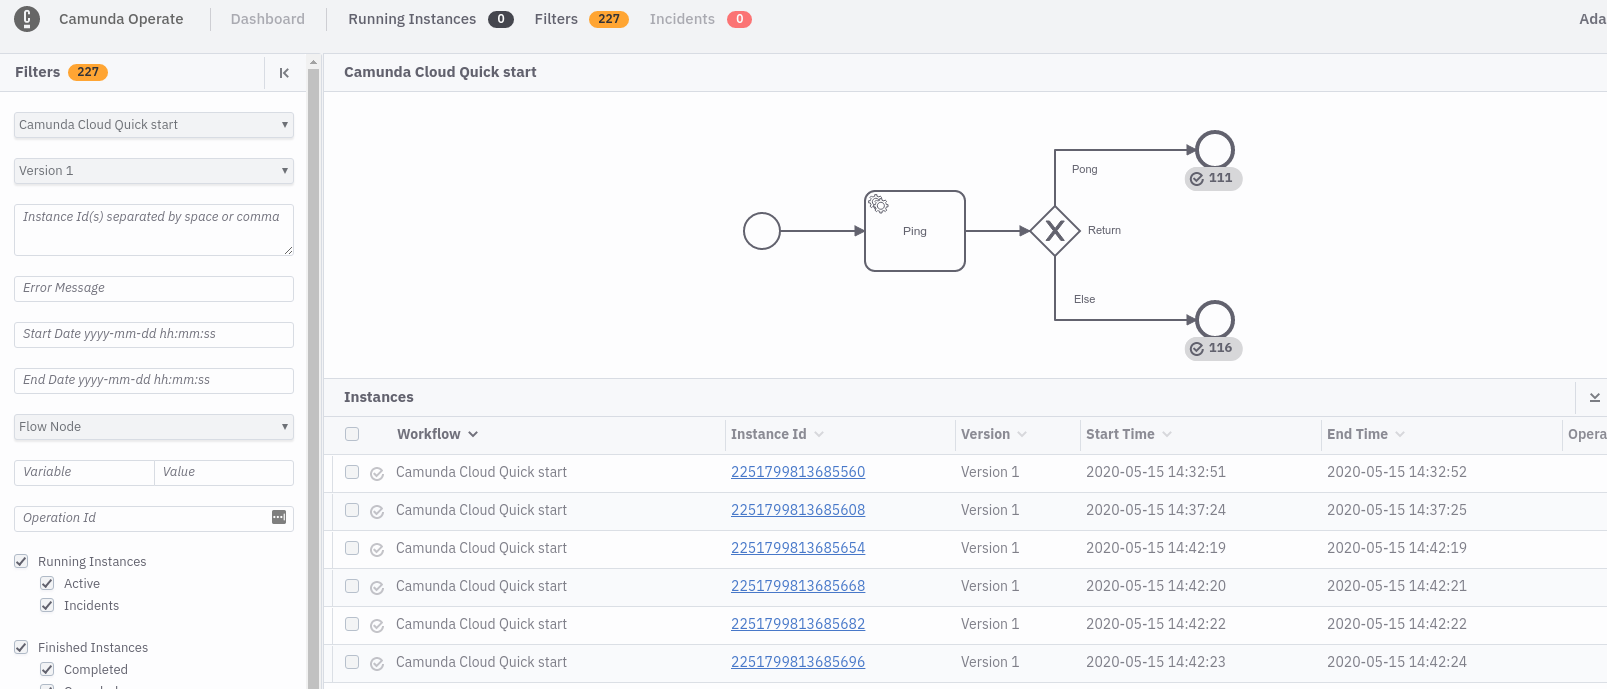 Camunda Operate Dashboard Running Instances 0 Filters 227 Incidents 0 Ada
Filters 227
Camunda Cloud Quick start
Version 1
Instance Id(s) separated by space or comma
Error Message
Start Date yyyy-mm-dd hh:mm:ss
End Date yyyy-mm-dd hh:mm:ss
Flow Node
Variable Value
Operation Id
Running Instances
Active
Incidents
Finished Instances
Completed
Camunda Cloud Quick start
Pong
111
Ping
X
Return
Else
116
Instances
Workflow Instance Id Version Start Time End Time Opera
Camunda Cloud Quick start 2251799813685560 Version 1 2020-05-15 14:32:51 2020-05-15 14:32:52
Camunda Cloud Quick start 2251799813685608 Version 1 2020-05-15 14:37:24 2020-05-15 14:37:25
Camunda Cloud Quick start 2251799813685654 Version 1 2020-05-15 14:42:19 2020-05-15 14:42:19
Camunda Cloud Quick start 2251799813685668 Version 1 2020-05-15 14:42:20 2020-05-15 14:42:21
Camunda Cloud Quick start 2251799813685682 Version 1 2020-05-15 14:42:22 2020-05-15 14:42:22
Camunda Cloud Quick start 2251799813685696 Version 1 2020-05-15 14:42:23 2020-05-15 14:42:24